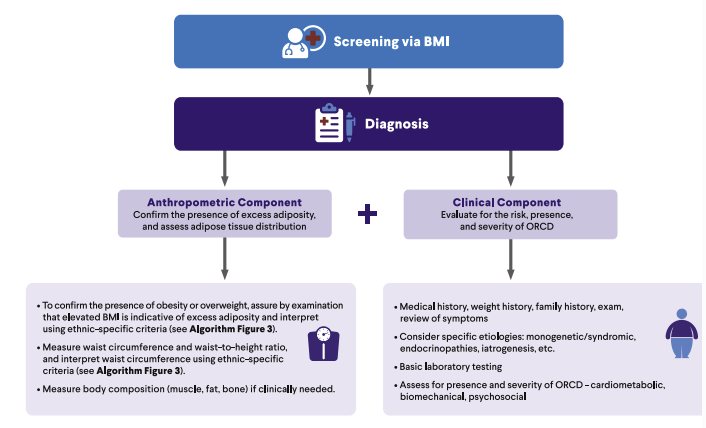 Screening via BMI
Diagnosis
Anthropometric Component
Confirm the presence of excess adiposity,
and assess adipose tissue distribution
+
Clinical Component
Evaluate for the risk, presence,
and severity of ORCD
• To confirm the presence of obesity or overweight, assure by examination
that elevated BMI is indicative of excess adiposity and interpret
using ethnic-specific criteria (see Algorithm Figure 3).
• Measure waist circumference and waist-to-height ratio,
and interpret waist circumference using ethnic-specific
criteria (see Algorithm Figure 3).
• Measure body composition (muscle, fat, bone) if clinically needed.
• Medical history, weight history, family history, exam,
review of symptoms
• Consider specific etiologies: monogenetic/syndromic,
endocrinopathies, iatrogenesis, etc.
• Basic laboratory testing
• Assess for presence and severity of ORCD – cardiometabolic,
biomechanical, psychosocial